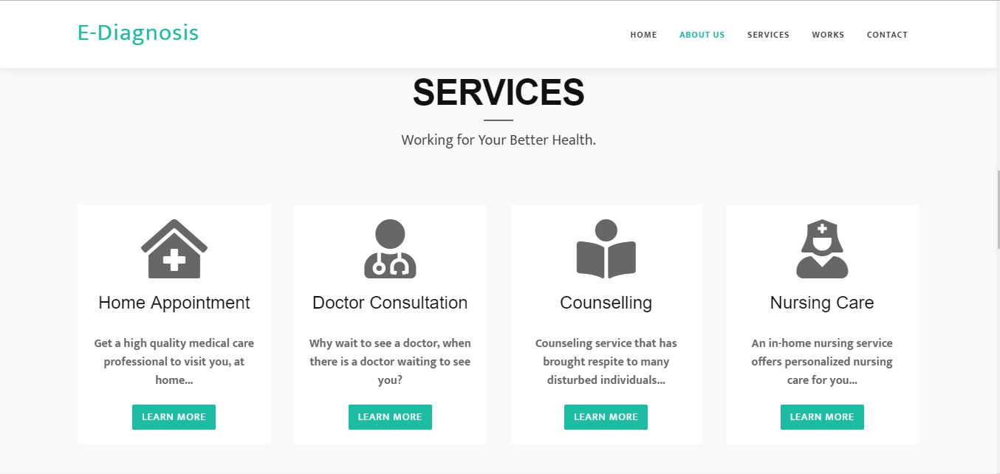 E-Diagnosis
HOME ABOUT US SERVICES WORKS CONTACT
SERVICES
Working for Your Better Health.
Home Appointment
Get a high quality medical care
professional to visit you, at
home...
LEARN MORE
Doctor Consultation
Why wait to see a doctor, when
there is a doctor waiting to see
you?
LEARN MORE
Counselling
Counseling service that has
brought respite to many
disturbed individuals...
LEARN MORE
Nursing Care
An in-home nursing service
offers personalized nursing
care for you...
LEARN MORE